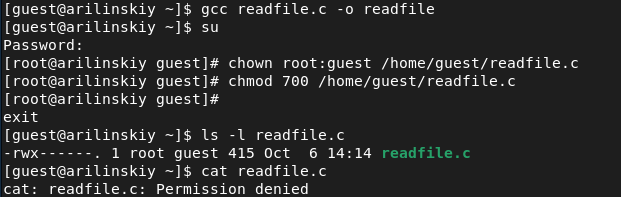 [guest@arilinskiy ~]$ gcc readfile.c -o readfile
[guest@arilinskiy ~]$ su
Password:
[root@arilinskiy guest]# chown root:guest /home/guest/readfile.c
[root@arilinskiy guest]# chmod 700 /home/guest/readfile.c
[root@arilinskiy guest]#
exit
[guest@arilinskiy ~]$ ls -l readfile.c
-rwx------. 1 root guest 415 Oct  6 14:14 readfile.c
[guest@arilinskiy ~]$ cat readfile.c
cat: readfile.c: Permission denied